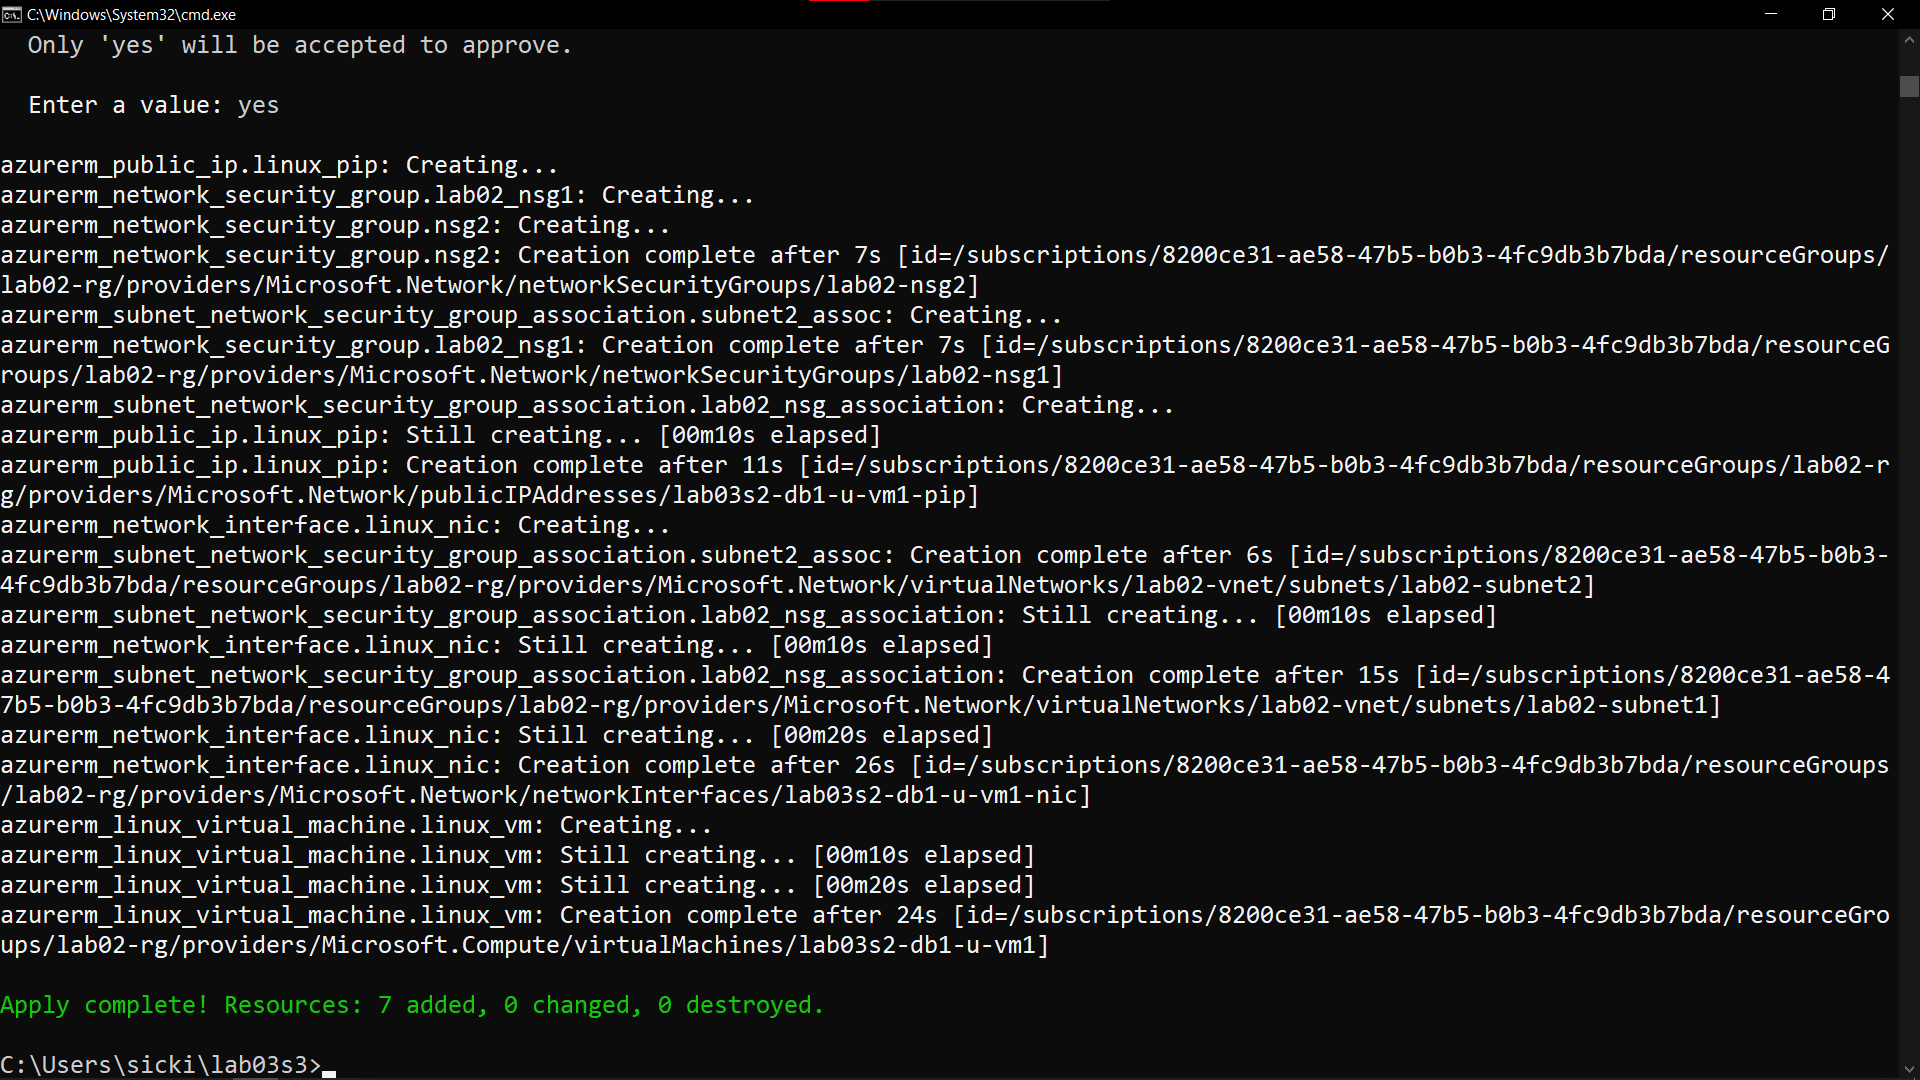 C:\Windows\System32\cmd.exe
Only 'yes' will be accepted to approve.
Enter a value: yes
azurerm_public_ip.linux_pip: Creating...
azurerm_network_security_group.lab02_nsg1: Creating...
azurerm_network_security_group.nsg2: Creating...
azurerm_network_security_group.nsg2: Creation complete after 7s [id=/subscriptions/8200ce31-ae58-47b5-b0b3-4fc9db3b7bda/resourceGroups/
lab02-rg/providers/Microsoft.Network/networkSecurityGroups/lab02-nsg2]
azurerm_subnet_network_security_group_association.subnet2_assoc: Creating...
azurerm_network_security_group.lab02_nsg1: Creation complete after 7s [id=/subscriptions/8200ce31-ae58-47b5-b0b3-4fc9db3b7bda/resourceG
roups/lab02-rg/providers/Microsoft.Network/networkSecurityGroups/lab02-nsg1]
azurerm_subnet_network_security_group_association.lab02_nsg_association: Creating...
azurerm_public_ip.linux_pip: Still creating... [00m10s elapsed]
azurerm_public_ip.linux_pip: Creation complete after 11s [id=/subscriptions/8200ce31-ae58-47b5-b0b3-4fc9db3b7bda/resourceGroups/lab02-r
g/providers/Microsoft.Network/publicIPAddresses/lab03s2-db1-u-vm1-pip]
azurerm_network_interface.linux_nic: Creating...
azurerm_subnet_network_security_group_association.subnet2_assoc: Creation complete after 6s [id=/subscriptions/8200ce31-ae58-47b5-b0b3-
4fc9db3b7bda/resourceGroups/lab02-rg/providers/Microsoft.Network/virtualNetworks/lab02-vnet/subnets/lab02-subnet2]
azurerm_subnet_network_security_group_association.lab02_nsg_association: Still creating... [00m10s elapsed]
azurerm_network_interface.linux_nic: Still creating... [00m10s elapsed]
azurerm_subnet_network_security_group_association.lab02_nsg_association: Creation complete after 15s [id=/subscriptions/8200ce31-ae58-4
7b5-b0b3-4fc9db3b7bda/resourceGroups/lab02-rg/providers/Microsoft.Network/virtualNetworks/lab02-vnet/subnets/lab02-subnet1]
azurerm_network_interface.linux_nic: Still creating... [00m20s elapsed]
azurerm_network_interface.linux_nic: Creation complete after 26s [id=/subscriptions/8200ce31-ae58-47b5-b0b3-4fc9db3b7bda/resourceGroups
/lab02-rg/providers/Microsoft.Network/networkInterfaces/lab03s2-db1-u-vm1-nic]
azurerm_linux_virtual_machine.linux_vm: Creating...
azurerm_linux_virtual_machine.linux_vm: Still creating... [00m10s elapsed]
azurerm_linux_virtual_machine.linux_vm: Still creating... [00m20s elapsed]
azurerm_linux_virtual_machine.linux_vm: Creation complete after 24s [id=/subscriptions/8200ce31-ae58-47b5-b0b3-4fc9db3b7bda/resourceGro
ups/lab02-rg/providers/Microsoft.Compute/virtualMachines/lab03s2-db1-u-vm1]
Apply complete! Resources: 7 added, 0 changed, 0 destroyed.
C:\Users\sicki\lab03s3>